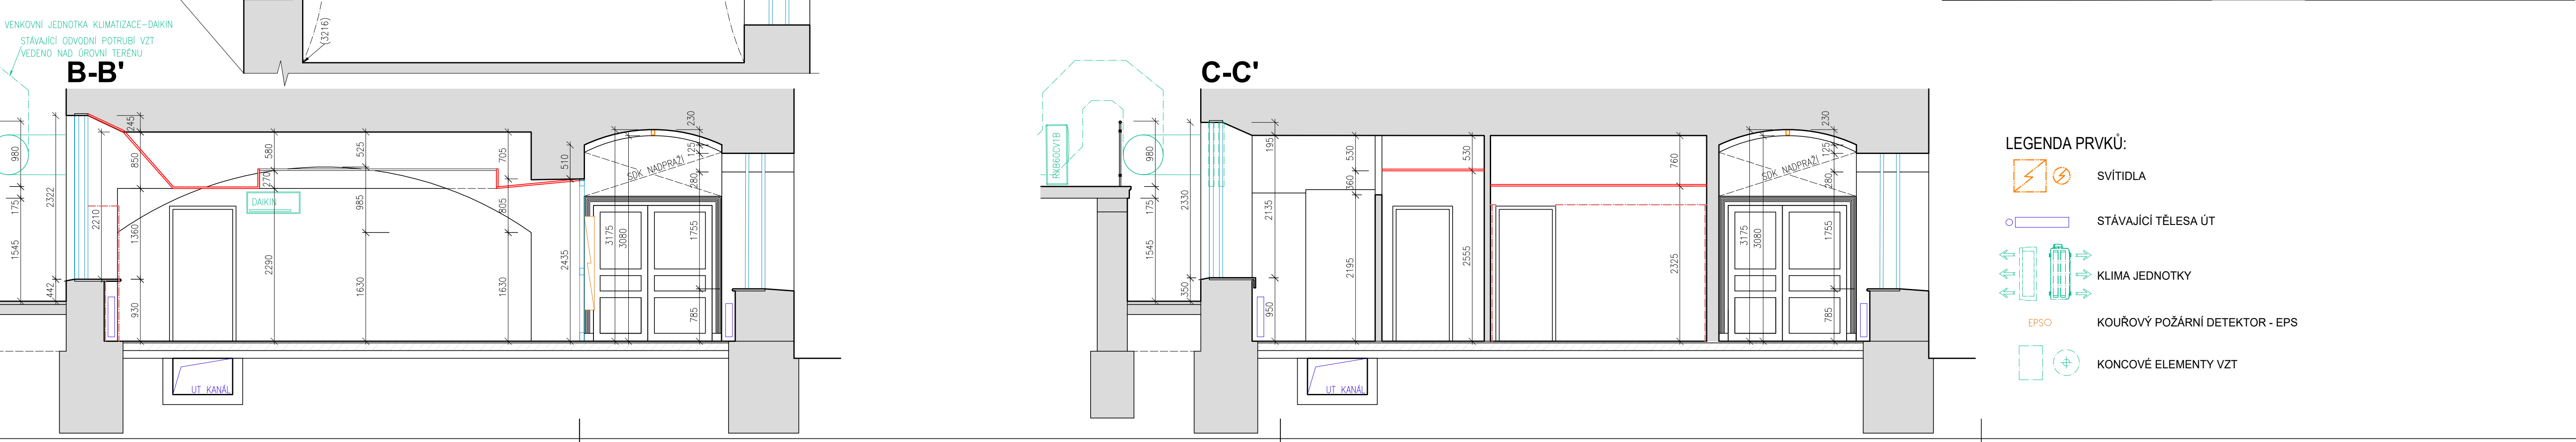 VENKOVNÍ JEDNOTKA KLIMATIZACE-DAIKIN
STÁVAJÍCÍ ODVODNÍ POTRUBÍ VZT
VEDENO NAD ÚROVNÍ TERÉNU
(3216)
B-B'
980
175
1545
2322
442
2210
245
850
1360
930
580
270
2290
DAIKIN
525
985
1630
705
805
1630
510
2435
3175
3080
230
125
280
1755
785
SDK NADPRAŽÍ
UT KANÁL
C-C'
RXB60CV1B
980
175
1545
2330
350
195
2135
950
530
360
2195
530
2555
760
2325
3175
3080
230
125
280
1755
785
SDK NADPRAŽÍ
UT KANÁL
LEGENDA PRVKŮ:
SVÍTIDLA
STÁVAJÍCÍ TĚLESA ÚT
KLIMA JEDNOTKY
EPS
KOUŘOVÝ POŽÁRNÍ DETEKTOR - EPS
KONCOVÉ ELEMENTY VZT